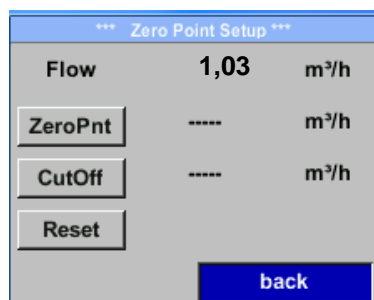 *** Zero Point Setup ***
Flow 1,03 m³/h
ZeroPnt ----- m³/h
CutOff ----- m³/h
Reset
back